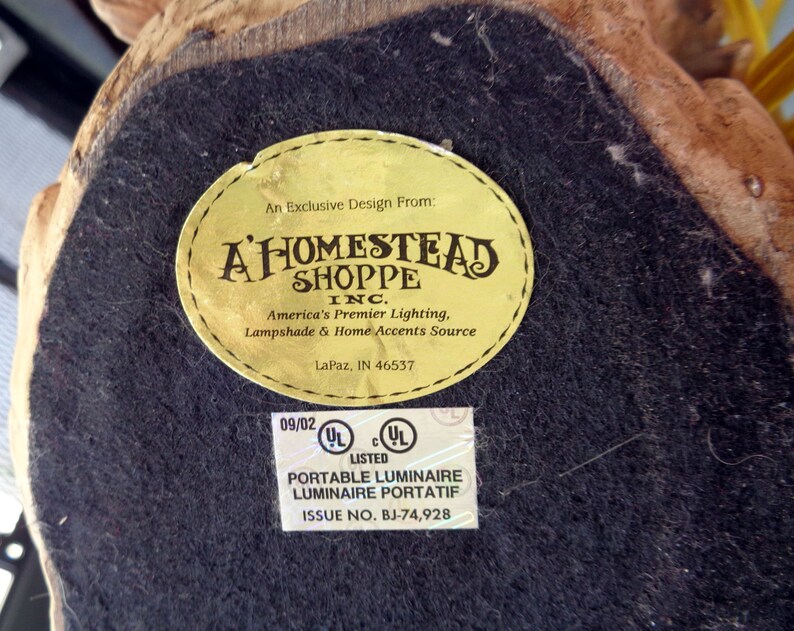 An Exclusive Design From:
A'HOMESTEAD
SHOPPE
INC.
America's Premier Lighting,
Lampshade & Home Accents Source
LaPaz, IN 46537
09/02 UL c UL
LISTED
PORTABLE LUMINAIRE
LUMINAIRE PORTATIF
ISSUE NO. BJ-74,928